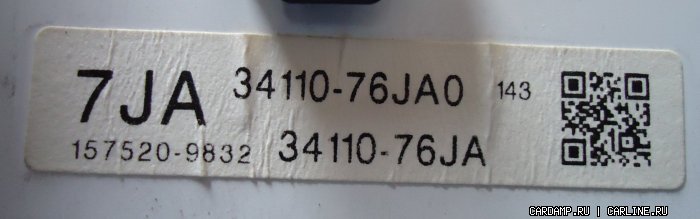 7JA 34110-76JA0 143
157520-9832 34110-76JA
CARDAMP.RU | CARLINE.RU